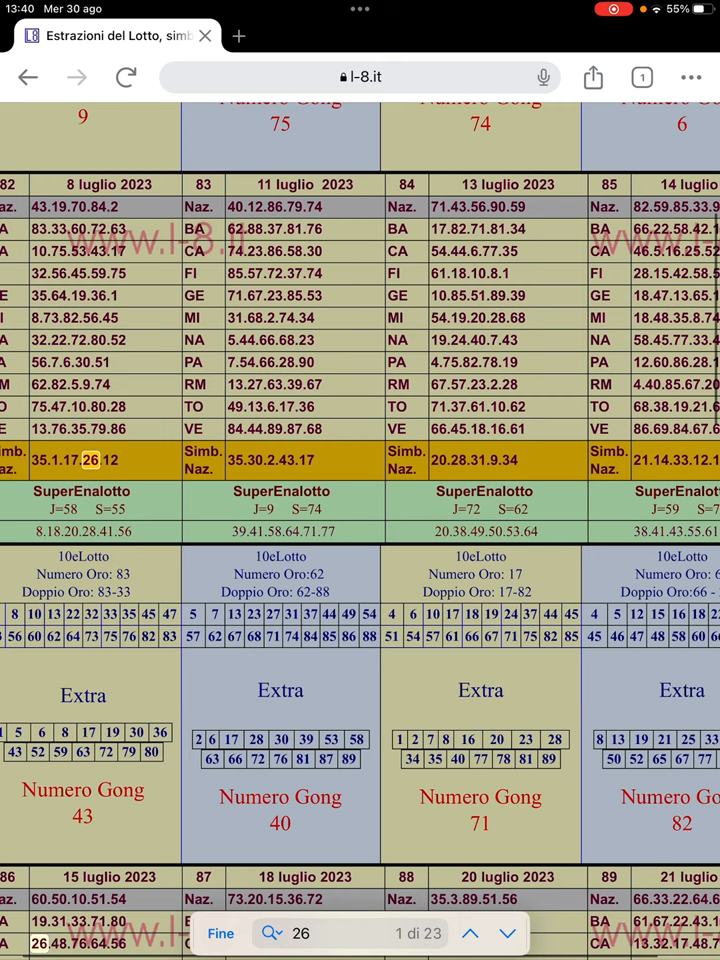 13:40 Mer 30 ago
55%
Estrazioni del Lotto, simb
l-8.it
1
Numero Gong Numero Gong Numero Gong
9 75 74 6
82 8 luglio 2023 83 11 luglio 2023 84 13 luglio 2023 85 14 luglio
az. 43.19.70.84.2 Naz. 40.12.86.79.74 Naz. 71.43.56.90.59 Naz. 82.59.85.33.9
A 83.33.60.72.63 BA 62.88.37.81.76 BA 17.82.71.81.34 BA 66.22.58.42.1
A 10.75.53.43.17 CA 74.23.86.58.30 CA 54.44.6.77.35 CA 46.5.16.25.52
32.56.45.59.75 FI 85.57.72.37.74 FI 61.18.10.8.1 FI 28.15.42.58.5
E 35.64.19.36.1 GE 71.67.23.85.53 GE 10.85.51.89.39 GE 18.47.13.65.1
I 8.73.82.56.45 MI 31.68.2.74.34 MI 54.19.20.28.68 MI 18.48.35.8.74
A 32.22.72.80.52 NA 5.44.66.68.23 NA 19.24.40.7.43 NA 58.45.77.33.4
A 56.7.6.30.51 PA 7.54.66.28.90 PA 4.75.82.78.19 PA 12.60.86.28.1
M 62.82.5.9.74 RM 13.27.63.39.67 RM 67.57.23.2.28 RM 4.40.85.67.20
O 75.47.10.80.28 TO 49.13.6.17.36 TO 71.37.61.10.62 TO 68.38.19.21.6
E 13.76.35.79.86 VE 84.44.89.87.68 VE 66.45.18.16.61 VE 86.69.84.67.6
imb. Naz. 35.1.17.26.12 Simb. Naz. 35.30.2.43.17 Simb. Naz. 20.28.31.9.34 Simb. Naz. 21.14.33.12.1
SuperEnalotto SuperEnalotto SuperEnalotto SuperEnalotto
J=58 S=55 J=9 S=74 J=72 S=62 J=59 S=7
8.18.20.28.41.56 39.41.58.64.71.77 20.38.49.50.53.64 38.41.43.55.61
10eLotto 10eLotto 10eLotto 10eLotto
Numero Oro: 83 Numero Oro:62 Numero Oro: 17 Numero Oro: 6
Doppio Oro: 83-33 Doppio Oro: 62-88 Doppio Oro: 17-82 Doppio Oro:66 -
8 10 13 22 32 33 35 45 47 5 7 13 23 27 31 37 44 49 54 4 6 10 17 18 19 24 37 44 45 4 5 12 15 16 18 22
56 60 62 64 73 75 76 82 83 57 62 67 68 71 74 84 85 86 88 51 54 57 61 66 67 71 75 82 85 45 46 47 48 58 60 66
Extra Extra Extra Extra
1 5 6 8 17 19 30 36 2 6 17 28 30 39 53 58 1 2 7 8 16 20 23 28 8 13 19 21 25 33
43 52 59 63 72 79 80 63 66 72 76 81 87 89 34 35 40 77 78 81 89 50 52 65 67 77
Numero Gong Numero Gong Numero Gong Numero Go
43 40 71 82
86 15 luglio 2023 87 18 luglio 2023 88 20 luglio 2023 89 21 luglio
az. 60.50.10.51.54 Naz. 73.20.15.36.72 Naz. 35.3.89.51.56 Naz. 66.33.22.64.6
A 19.31.33.71.80 BA 61.67.22.43.1
A 26.48.76.64.56 CA 13.32.17.48.7
Fine 26 1 di 23
www.l-8.it